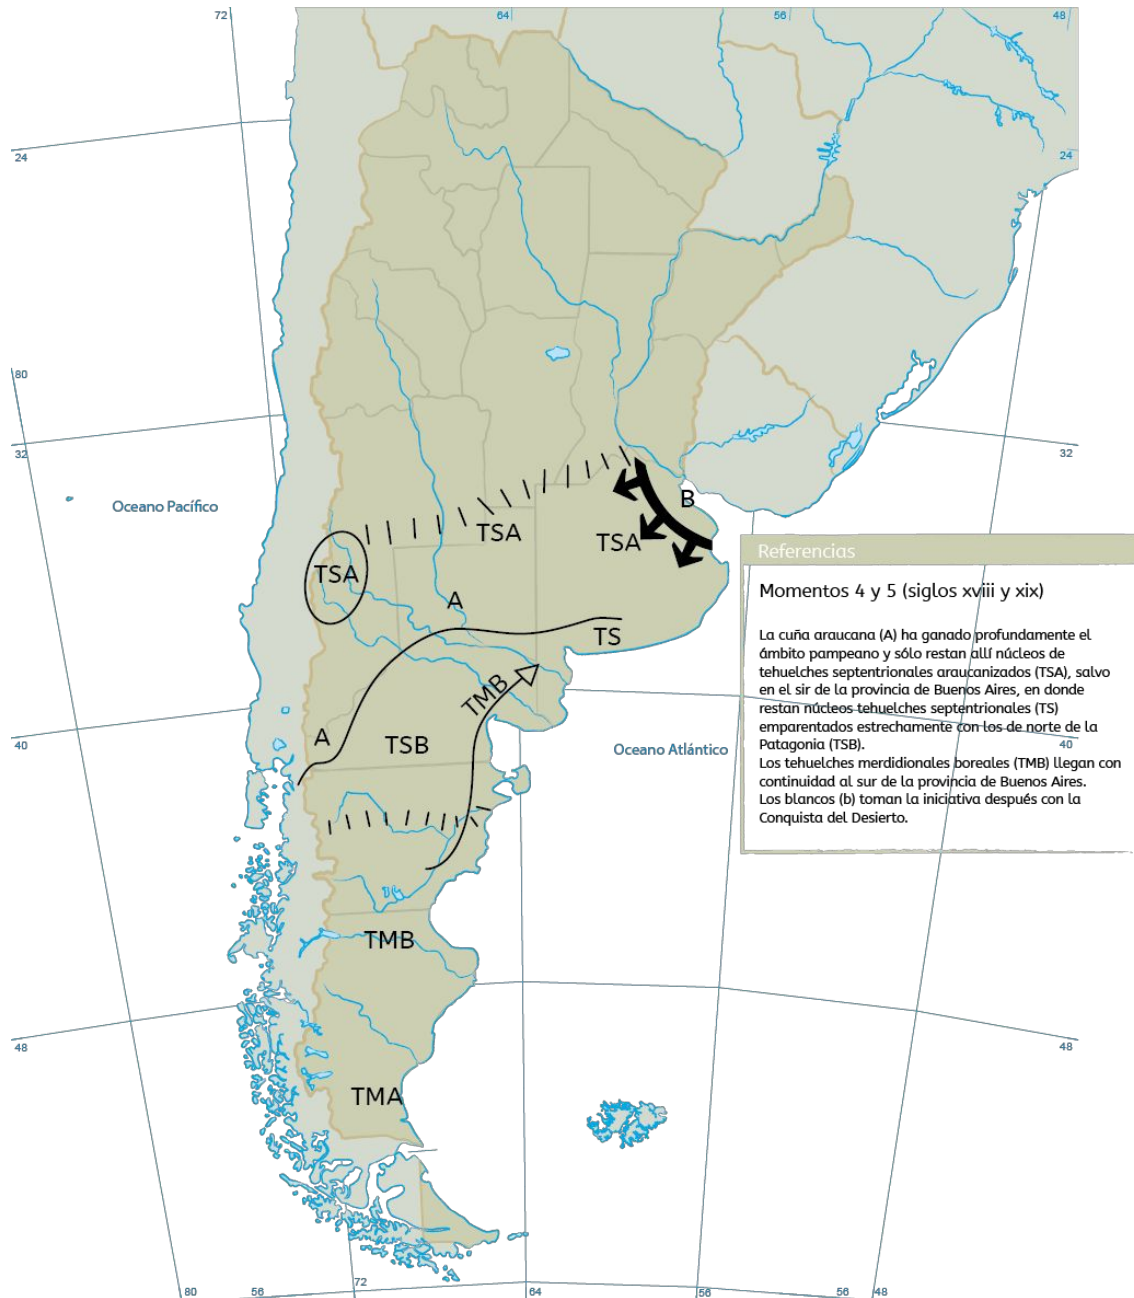 72
64
56
48
24
24
80
32
32
Oceano Pacífico
B
TSA
TSA
TSA
A
TS
TMB
A
TSB
Oceano Atlántico
40
40
Referencias
Momentos 4 y 5 (siglos xviii y xix)
La cuña araucana (A) ha ganado profundamente el
ámbito pampeano y sólo restan allí núcleos de
tehuelches septentrionales araucanizados (TSA), salvo
en el sir de la provincia de Buenos Aires, en donde
restan núcleos tehuelches septentrionales (TS)
emparentados estrechamente con los de norte de la
Patagonia (TSB).
Los tehuelches merdidionales boreales (TMB) llegan con
continuidad al sur de la provincia de Buenos Aires.
Los blancos (b) toman la iniciativa después con la
Conquista del Desierto.
TMB
48
48
TMA
80
56
72
64
56
56
48